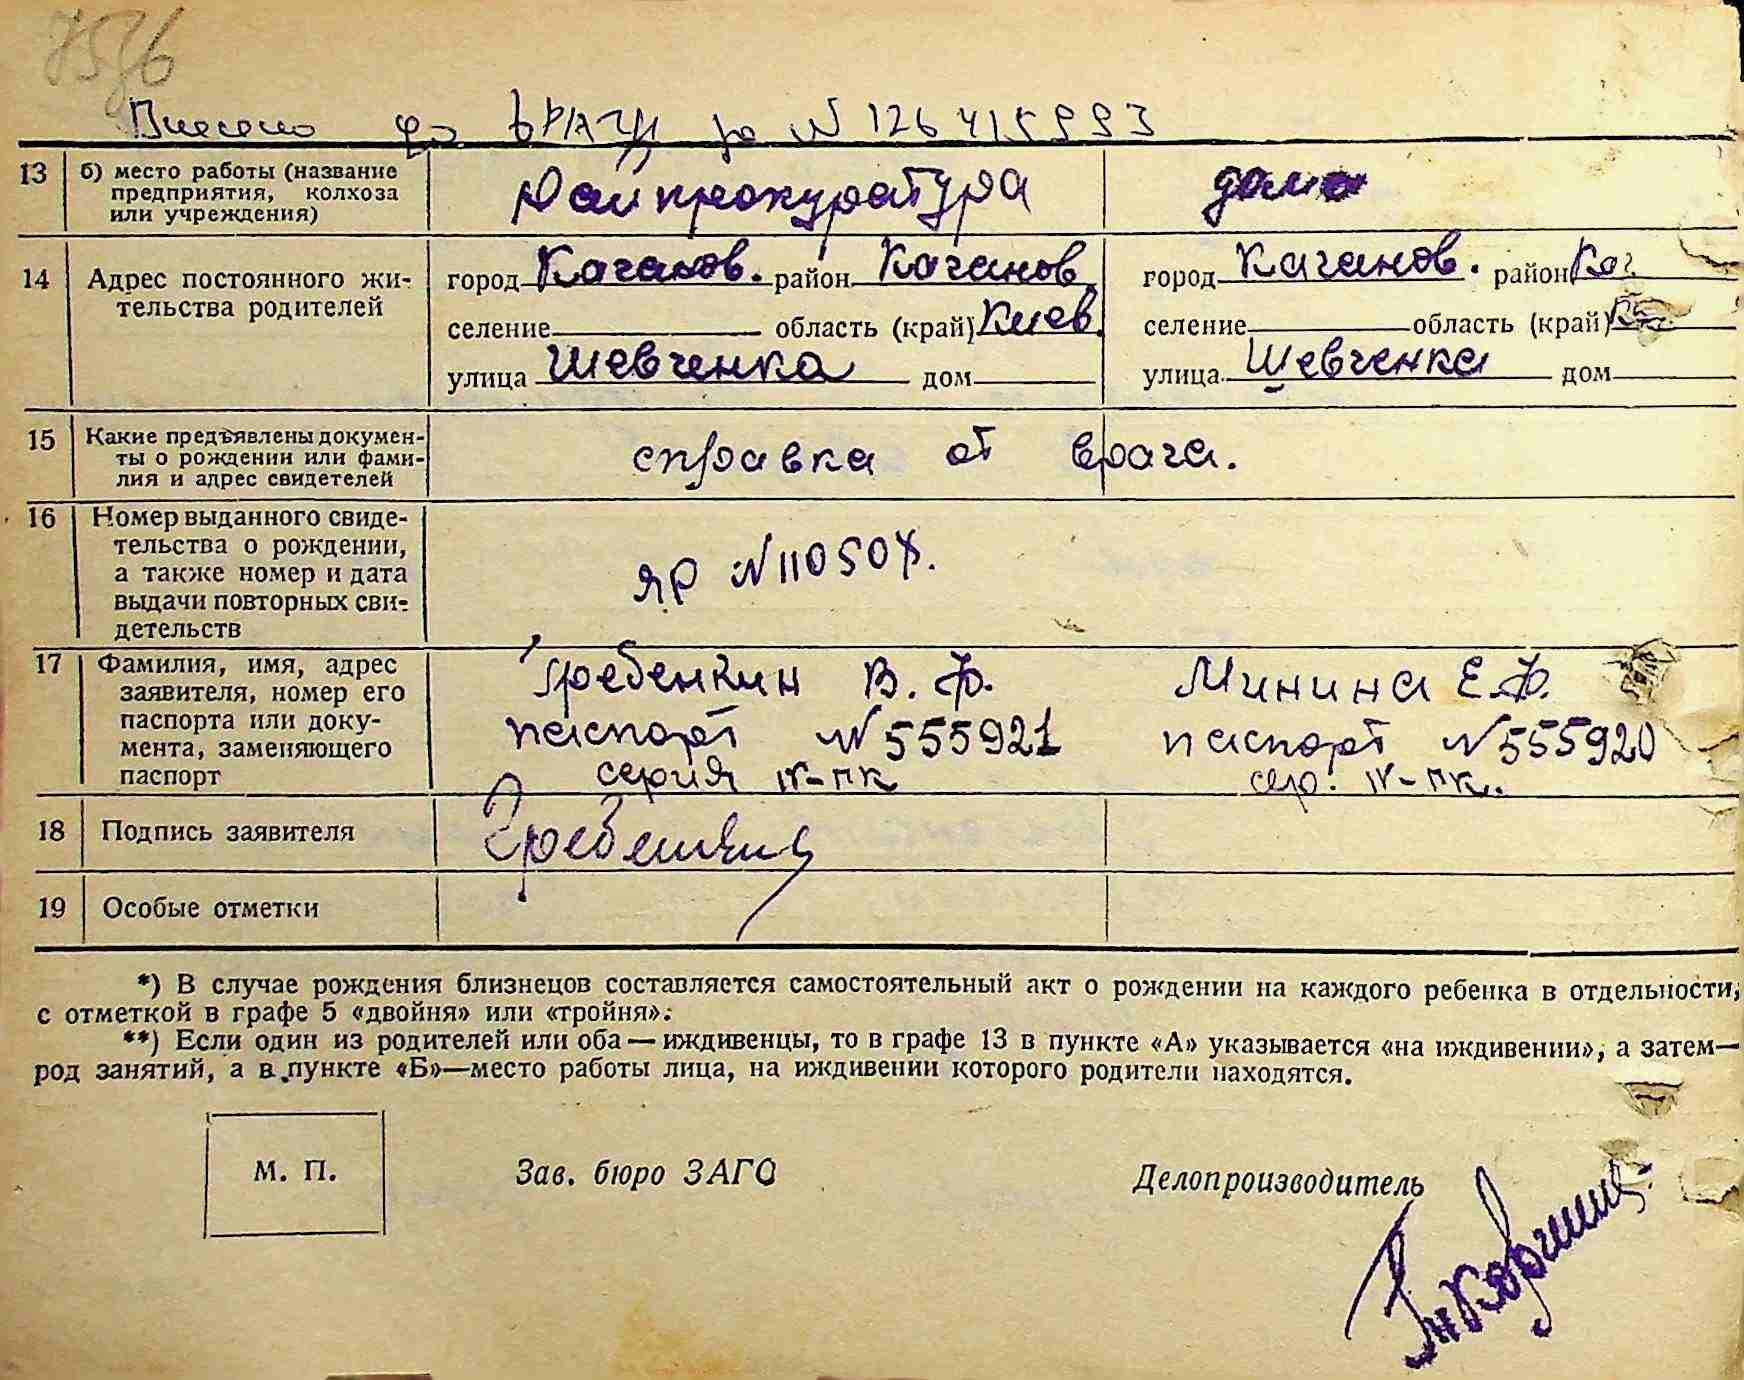 7536
Внесено до ДРАЦС за № 126415993
13 б) место работы (название предприятия, колхоза или учреждения) Райпрокуратура дома
14 Адрес постоянного жительства родителей
город Каганов. район Каганов город Каганов. район Каг
селение область (край) Киев. селение область (край)
улица Шевченка дом улица Шевченка дом
15 Какие предъявлены документы о рождении или фамилия и адрес свидетелей справка от врача.
16 Номер выданного свидетельства о рождении, а также номер и дата выдачи повторных свидетельств ЯР №110507.
17 Фамилия, имя, адрес заявителя, номер его паспорта или документа, заменяющего паспорт
Гребенкин В. Ф. Минина Е.Ф.
паспорт №555921 паспорт №555920
серия IV-ПК сер. IV-ПК.
18 Подпись заявителя Гребенкин
19 Особые отметки
*) В случае рождения близнецов составляется самостоятельный акт о рождении на каждого ребенка в отдельности,
с отметкой в графе 5 «двойня» или «тройня».
**) Если один из родителей или оба — иждивенцы, то в графе 13 в пункте «А» указывается «на иждивении», а затем—
род занятий, а в пункте «Б»—место работы лица, на иждивении которого родители находятся.
М. П. Зав. бюро ЗАГС Делопроизводитель